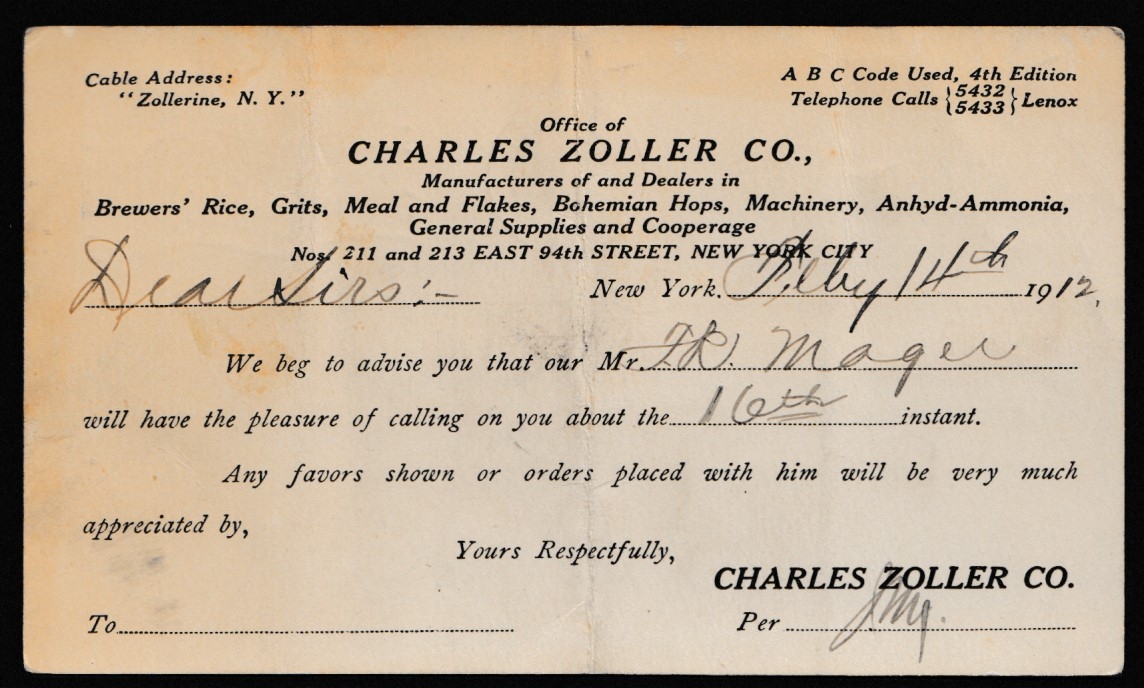 Cable Address:
"Zollerine, N. Y."
A B C Code Used, 4th Edition
Telephone Calls {5432 5433} Lenox
Office of
CHARLES ZOLLER CO.,
Manufacturers of and Dealers in
Brewers' Rice, Grits, Meal and Flakes, Bohemian Hops, Machinery, Anhyd-Ammonia,
General Supplies and Cooperage
Nos. 211 and 213 EAST 94th STREET, NEW YORK CITY
Dear Sirs:- New York. Feby 14th 1912.
We beg to advise you that our Mr. Mager
will have the pleasure of calling on you about the 16th instant.
Any favors shown or orders placed with him will be very much
appreciated by,
Yours Respectfully,
CHARLES ZOLLER CO.
To Per